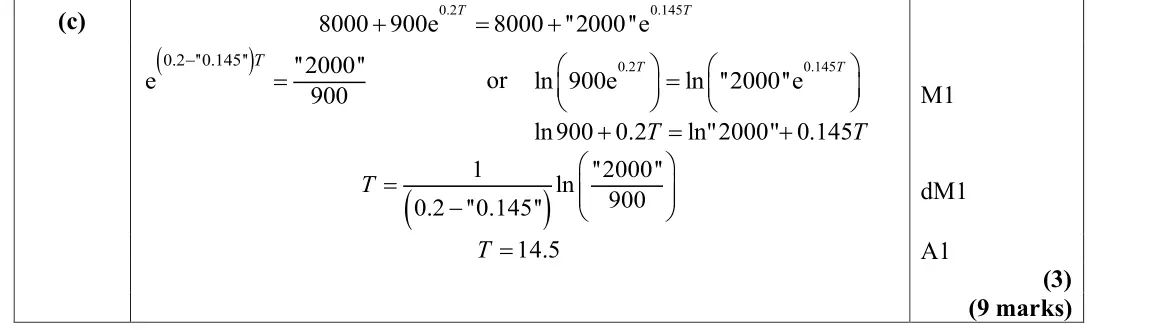 (c) 8000 + 900e^{0.2T} = 8000 + "2000"e^{0.145T}
e^{(0.2−"0.145")T} = "2000"/900 or ln(900e^{0.2T}) = ln("2000"e^{0.145T}) M1
ln 900 + 0.2T = ln"2000"+ 0.145T
T = 1/(0.2 − "0.145") ln("2000"/900) dM1
T = 14.5 A1
(3)
(9 marks)